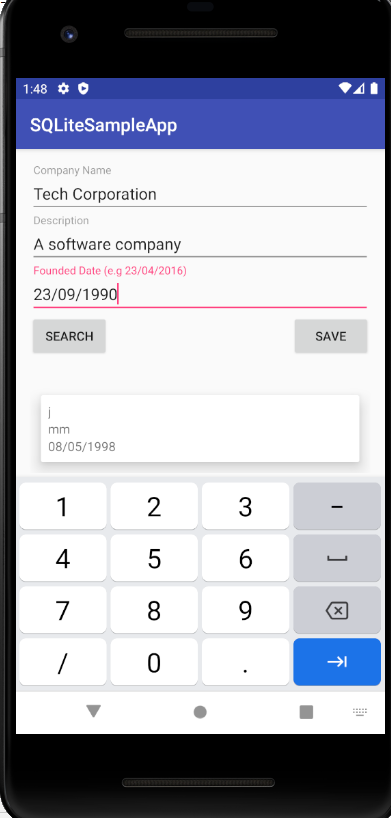 1:48
SQLiteSampleApp
Company Name
Tech Corporation
Description
A software company
Founded Date (e.g 23/04/2016)
23/09/1990
SEARCH SAVE
j
mm
08/05/1998
1 2 3 -
4 5 6
7 8 9
/ 0 .